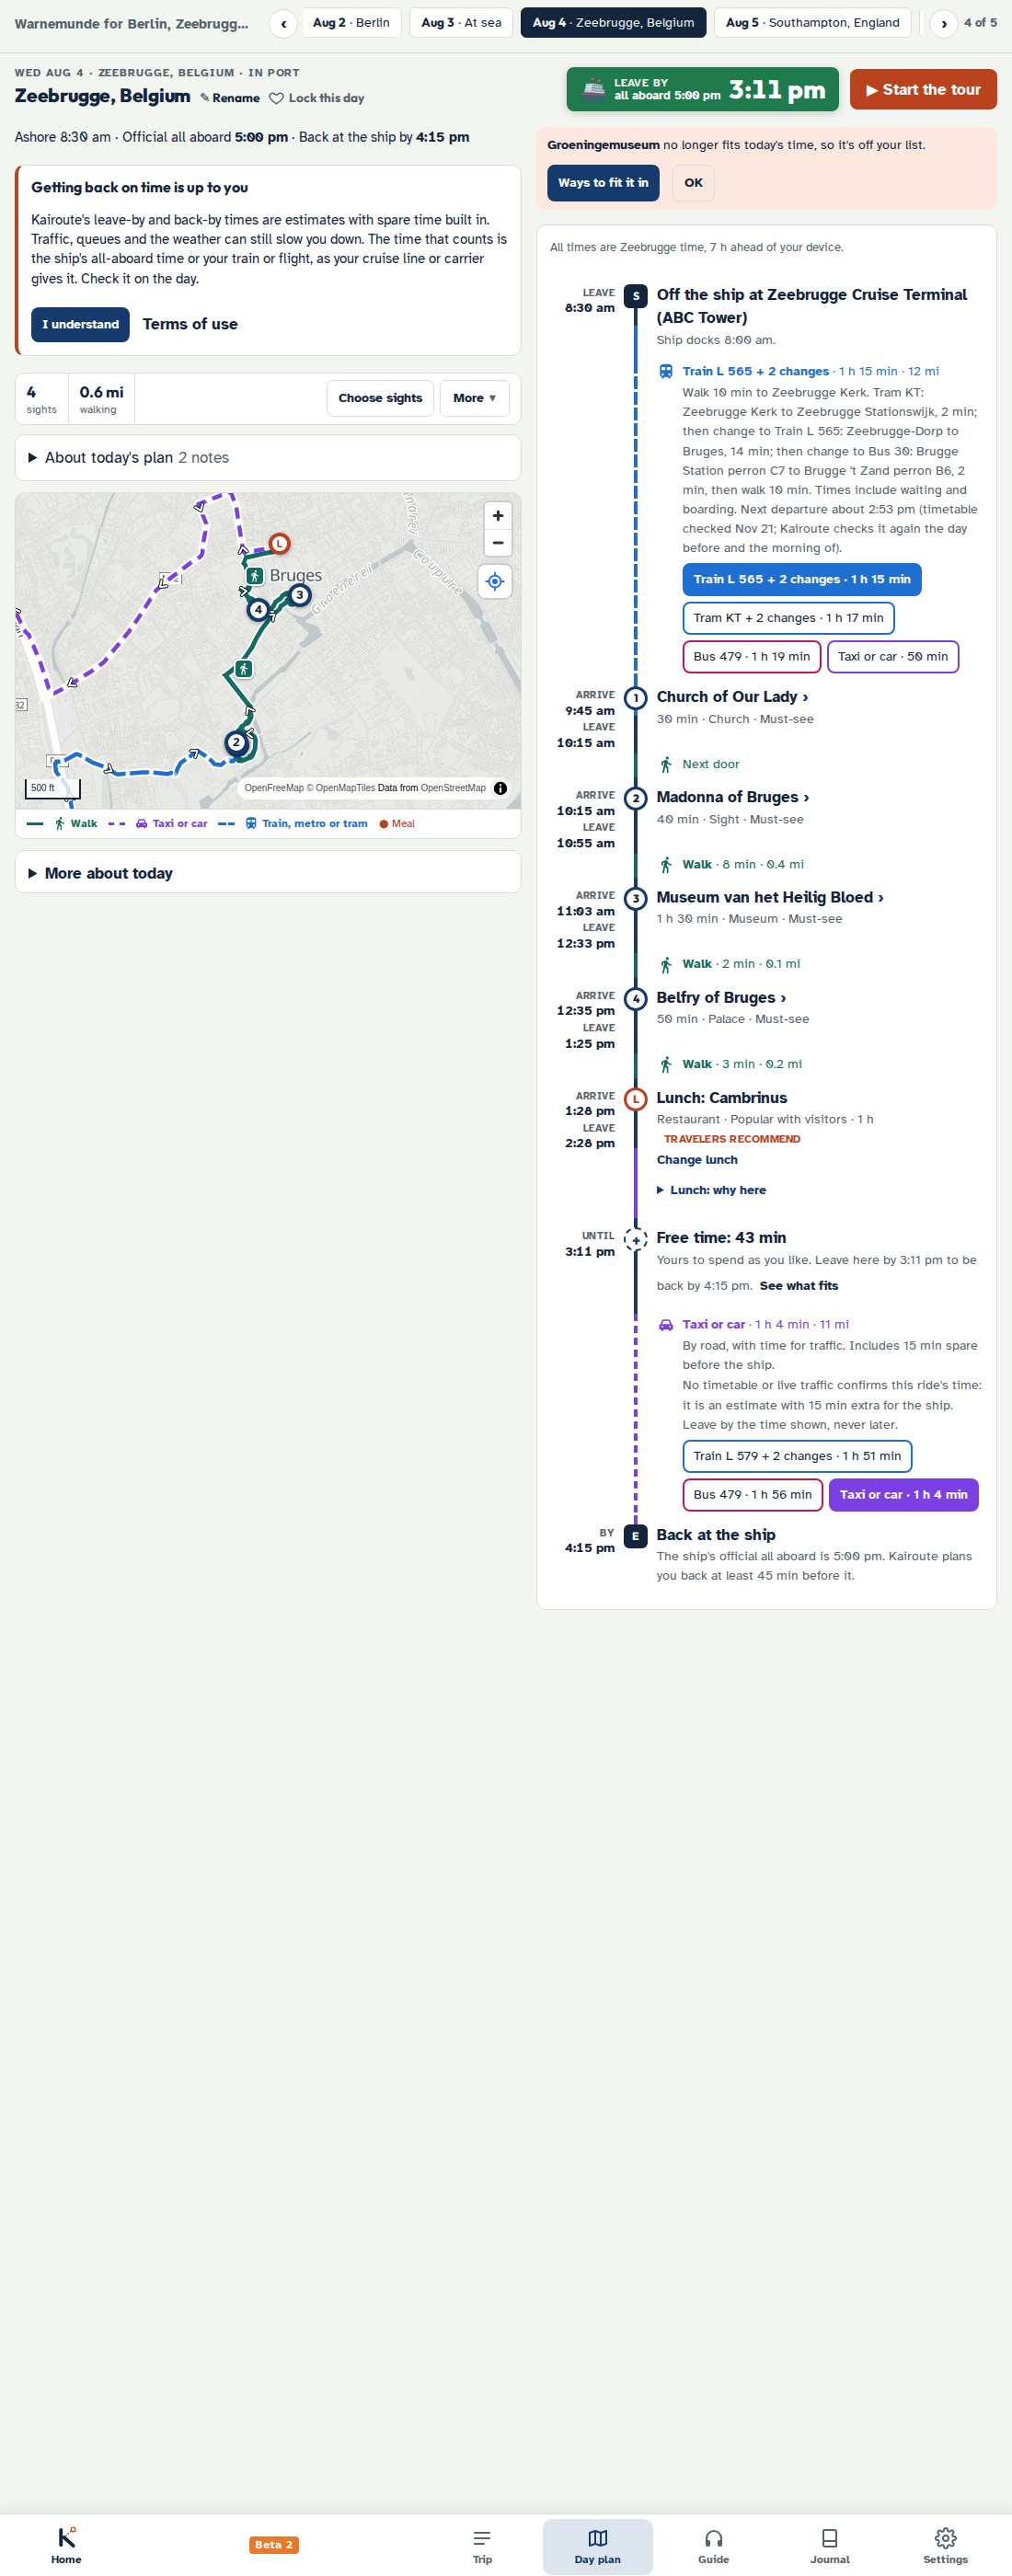 Warnemunde for Berlin, Zeebrugg...
‹
Aug 2 · Berlin
Aug 3 · At sea
Aug 4 · Zeebrugge, Belgium
Aug 5 · Southampton, England
›
4 of 5
WED AUG 4 · ZEEBRUGGE, BELGIUM · IN PORT
Zeebrugge, Belgium
✎ Rename
Lock this day
LEAVE BY
all aboard 5:00 pm
3:11 pm
▶ Start the tour
Ashore 8:30 am · Official all aboard 5:00 pm · Back at the ship by 4:15 pm
Getting back on time is up to you
Kairoute's leave-by and back-by times are estimates with spare time built in.
Traffic, queues and the weather can still slow you down. The time that counts is
the ship's all-aboard time or your train or flight, as your cruise line or carrier
gives it. Check it on the day.
I understand
Terms of use
4
sights
0.6 mi
walking
Choose sights
More ▼
▶ About today's plan 2 notes
Bruges
Coupure
4
3
2
L
32
+
−
500 ft
OpenFreeMap © OpenMapTiles Data from OpenStreetMap
Walk
Taxi or car
Train, metro or tram
Meal
▶ More about today
Groeningemuseum no longer fits today's time, so it's off your list.
Ways to fit it in
OK
All times are Zeebrugge time, 7 h ahead of your device.
LEAVE
8:30 am
S
Off the ship at Zeebrugge Cruise Terminal
(ABC Tower)
Ship docks 8:00 am.
Train L 565 + 2 changes · 1 h 15 min · 12 mi
Walk 10 min to Zeebrugge Kerk. Tram KT:
Zeebrugge Kerk to Zeebrugge Stationswijk, 2 min;
then change to Train L 565: Zeebrugge-Dorp to
Bruges, 14 min; then change to Bus 30: Brugge
Station perron C7 to Brugge 't Zand perron B6, 2
min, then walk 10 min. Times include waiting and
boarding. Next departure about 2:53 pm (timetable
checked Nov 21; Kairoute checks it again the day
before and the morning of).
Train L 565 + 2 changes · 1 h 15 min
Tram KT + 2 changes · 1 h 17 min
Bus 479 · 1 h 19 min
Taxi or car · 50 min
ARRIVE
9:45 am
LEAVE
10:15 am
1
Church of Our Lady ›
30 min · Church · Must-see
Next door
ARRIVE
10:15 am
LEAVE
10:55 am
2
Madonna of Bruges ›
40 min · Sight · Must-see
Walk · 8 min · 0.4 mi
ARRIVE
11:03 am
LEAVE
12:33 pm
3
Museum van het Heilig Bloed ›
1 h 30 min · Museum · Must-see
Walk · 2 min · 0.1 mi
ARRIVE
12:35 pm
LEAVE
1:25 pm
4
Belfry of Bruges ›
50 min · Palace · Must-see
Walk · 3 min · 0.2 mi
ARRIVE
1:28 pm
LEAVE
2:28 pm
L
Lunch: Cambrinus
Restaurant · Popular with visitors · 1 h
TRAVELERS RECOMMEND
Change lunch
▶ Lunch: why here
UNTIL
3:11 pm
+
Free time: 43 min
Yours to spend as you like. Leave here by 3:11 pm to be
back by 4:15 pm. See what fits
Taxi or car · 1 h 4 min · 11 mi
By road, with time for traffic. Includes 15 min spare
before the ship.
No timetable or live traffic confirms this ride's time:
it is an estimate with 15 min extra for the ship.
Leave by the time shown, never later.
Train L 579 + 2 changes · 1 h 51 min
Bus 479 · 1 h 56 min
Taxi or car · 1 h 4 min
BY
4:15 pm
E
Back at the ship
The ship's official all aboard is 5:00 pm. Kairoute plans
you back at least 45 min before it.
Home
Beta 2
Trip
Day plan
Guide
Journal
Settings